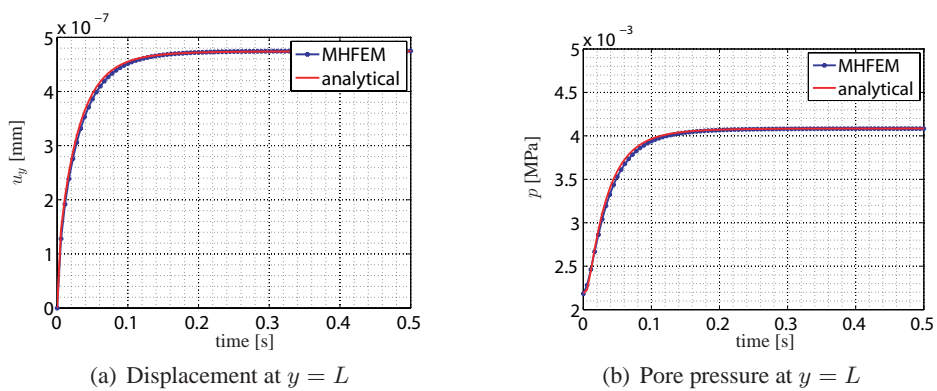 x 10⁻⁷
5
4
3
2
1
0
u_y [mm]
MHFEM
analytical
0 0.1 0.2 0.3 0.4 0.5
time [s]
(a) Displacement at y = L
x 10⁻³
5
4.5
4
3.5
3
2.5
2
p [MPa]
MHFEM
analytical
0 0.1 0.2 0.3 0.4 0.5
time [s]
(b) Pore pressure at y = L